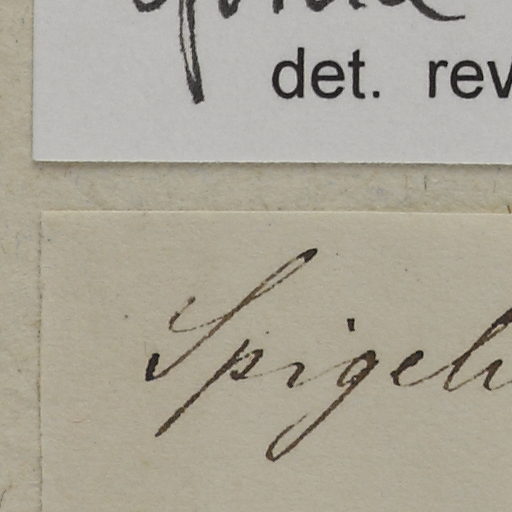 det. rev
Spigeli